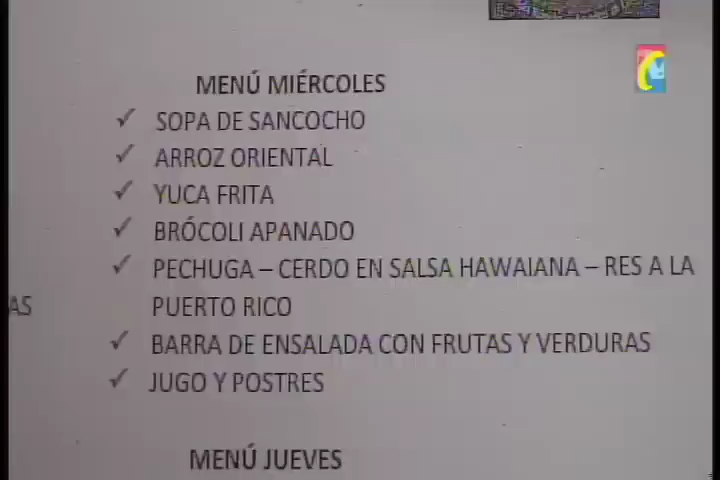 MENÚ MIÉRCOLES
✓ SOPA DE SANCOCHO
✓ ARROZ ORIENTAL
✓ YUCA FRITA
✓ BRÓCOLI APANADO
✓ PECHUGA – CERDO EN SALSA HAWAIANA – RES A LA
AS PUERTO RICO
✓ BARRA DE ENSALADA CON FRUTAS Y VERDURAS
✓ JUGO Y POSTRES
MENÚ JUEVES